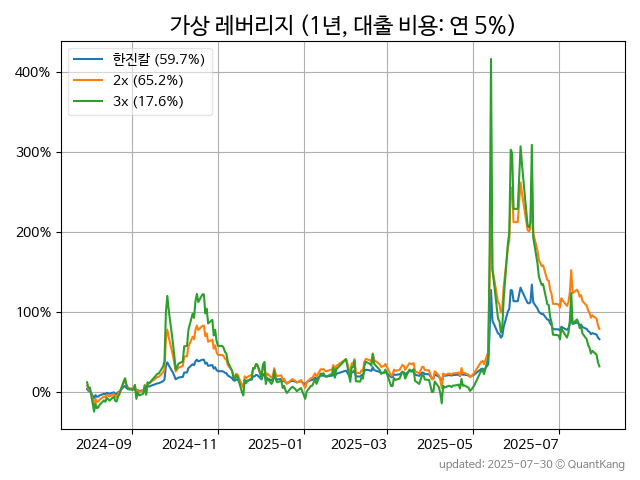 가상 레버리지 (1년, 대출 비용: 연 5%)
한진칼 (59.7%)
2x (65.2%)
3x (17.6%)
400%
300%
200%
100%
0%
2024-09 2024-11 2025-01 2025-03 2025-05 2025-07
updated: 2025-07-30 © QuantKang